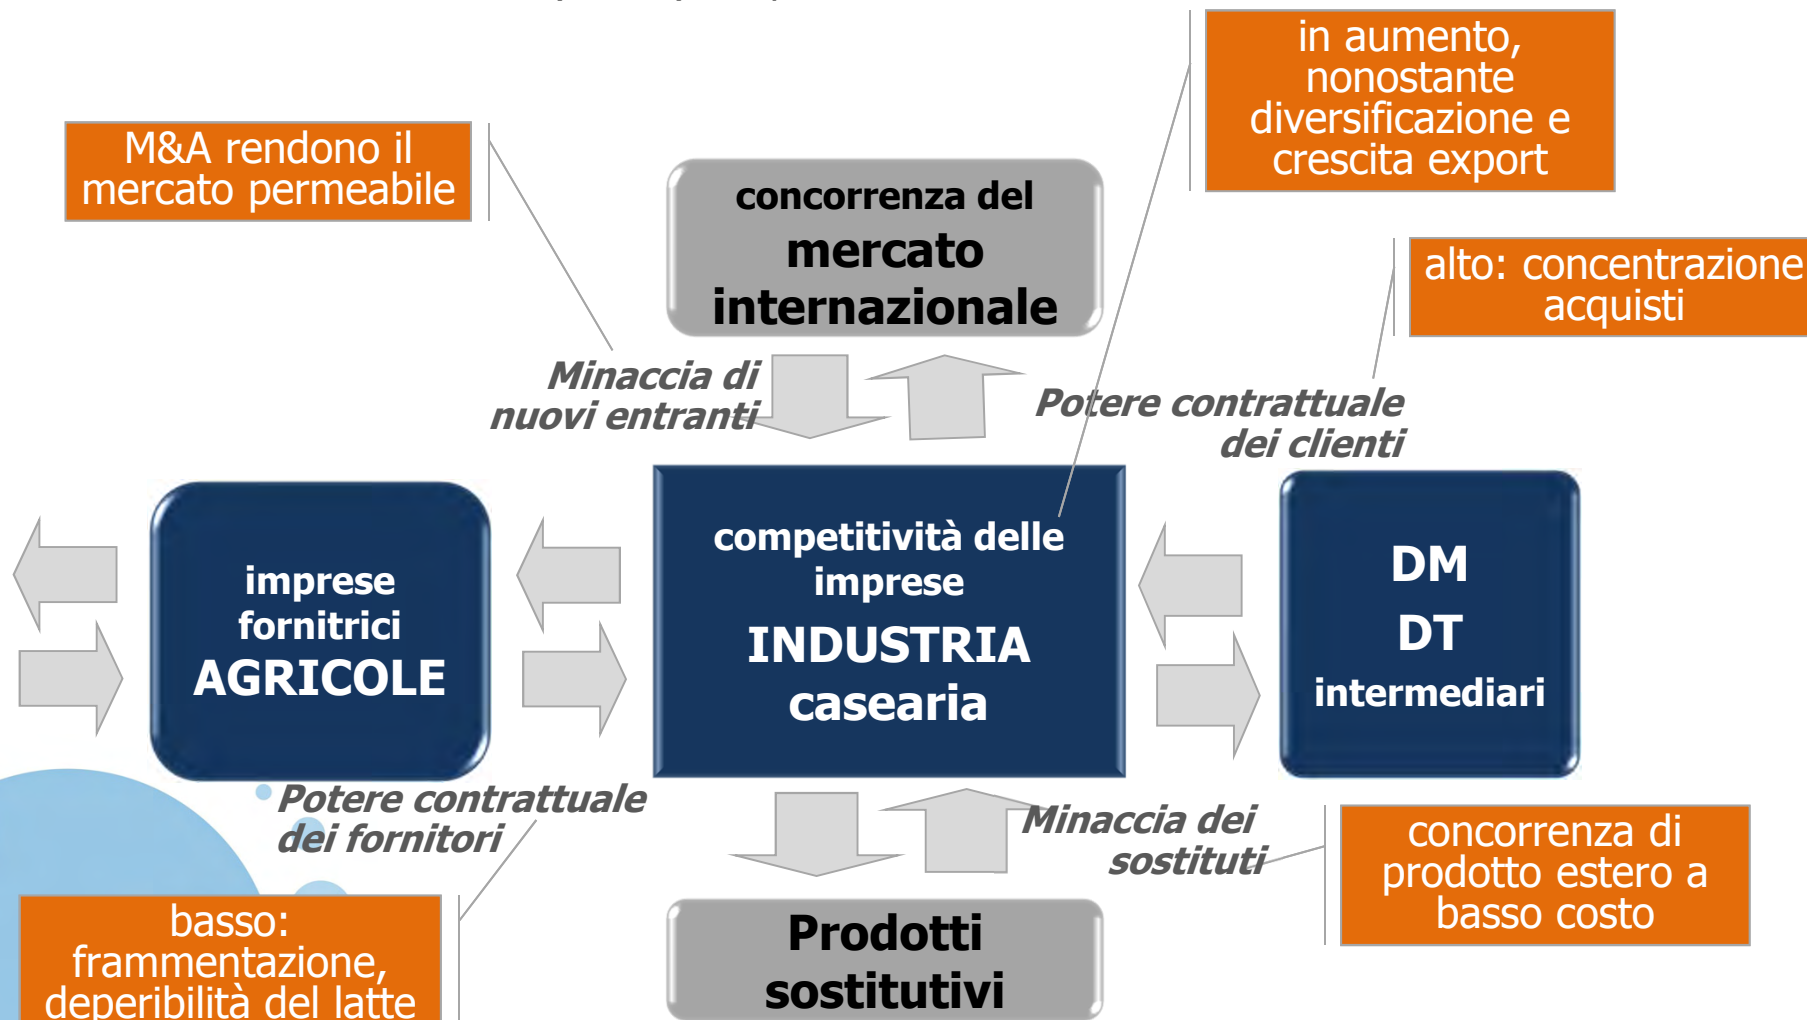 in aumento,
nonostante
diversificazione e
crescita export
M&A rendono il
mercato permeabile
concorrenza del
mercato
internazionale
alto: concentrazione
acquisti
Minaccia di
nuovi entranti
Potere contrattuale
dei clienti
imprese
fornitrici
AGRICOLE
competitività delle
imprese
INDUSTRIA
casearia
DM
DT
intermediari
Potere contrattuale
dei fornitori
Minaccia dei
sostituti
concorrenza di
prodotto estero a
basso costo
basso:
frammentazione,
deperibilità del latte
Prodotti
sostitutivi